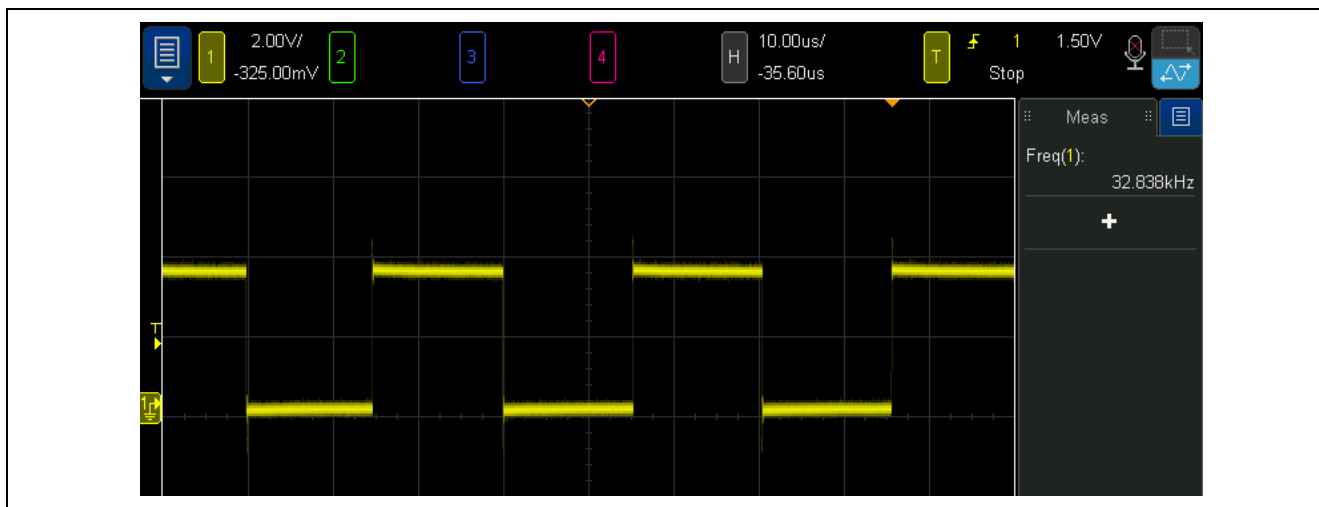 1 2.00V/ -325.00mV 2 3 4 H 10.00us/ -35.60us T 1 1.50V Stop
Meas
Freq(1):
32.838kHz
+
T
1